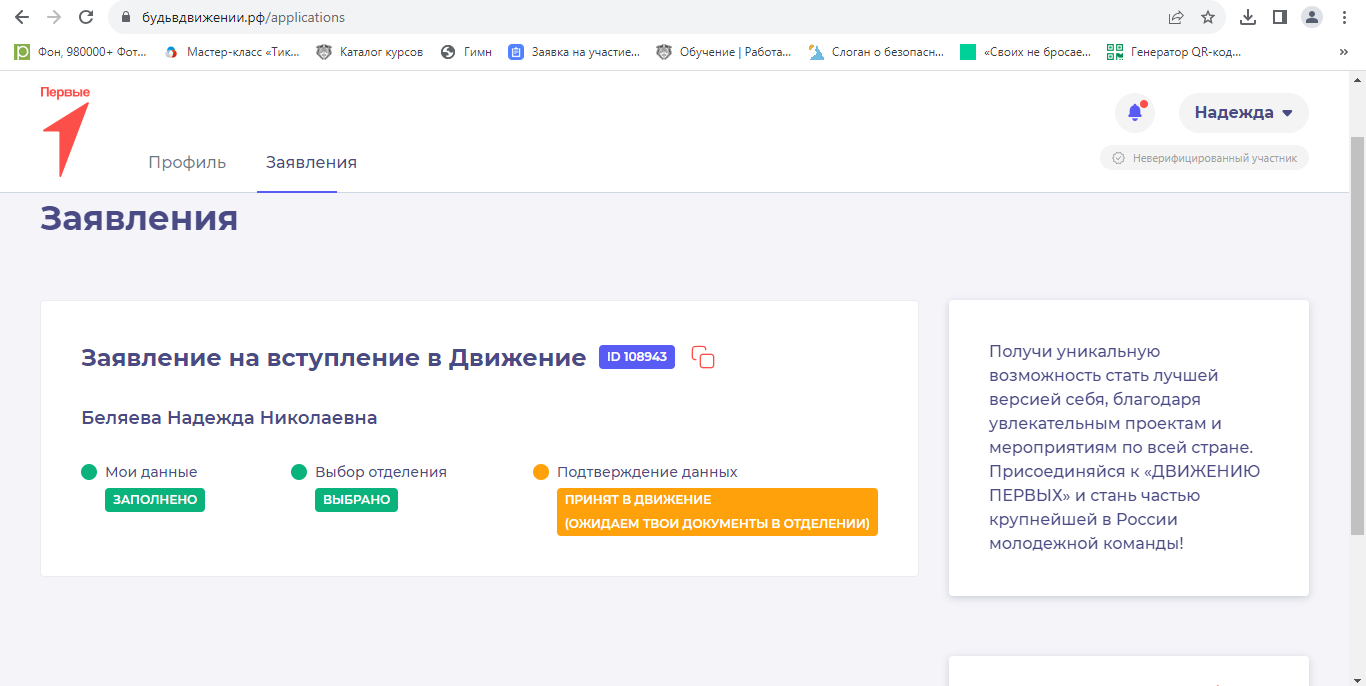 будьвдвижении.рф/applications
Фон, 980000+ Фот...
Мастер-класс «Тик...
Каталог курсов
Гимн
Заявка на участие...
Обучение | Работа...
Слоган о безопасн...
«Своих не бросае...
Генератор QR-код...
»
Первые
Профиль
Заявления
Надежда
Неверифицированный участник
Заявления
Заявление на вступление в Движение
ID 108943
Беляева Надежда Николаевна
Мои данные
ЗАПОЛНЕНО
Выбор отделения
ВЫБРАНО
Подтверждение данных
ПРИНЯТ В ДВИЖЕНИЕ
(ОЖИДАЕМ ТВОИ ДОКУМЕНТЫ В ОТДЕЛЕНИИ)
Получи уникальную
возможность стать лучшей
версией себя, благодаря
увлекательным проектам и
мероприятиям по всей стране.
Присоединяйся к «ДВИЖЕНИЮ
ПЕРВЫХ» и стань частью
крупнейшей в России
молодежной команды!